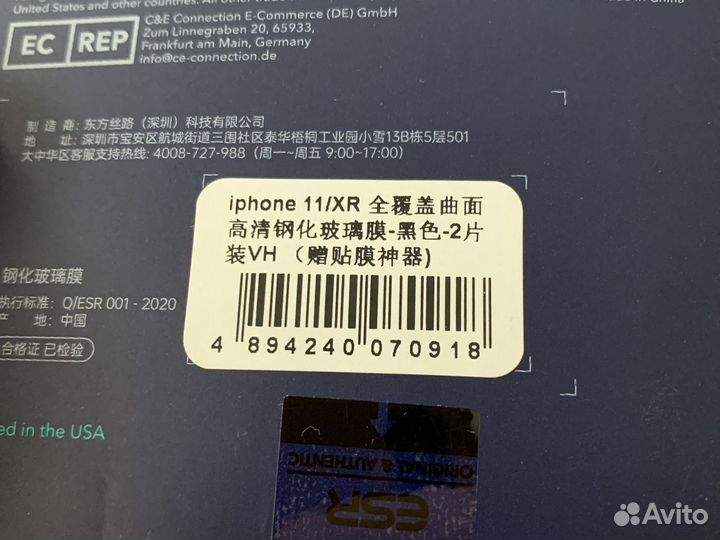 United States and other countries. All other
C&E Connection E-Commerce (DE) GmbH
EC REP
Zum Linnegraben 20, 65933,
Frankfurt am Main, Germany
info@ce-connection.de
in China
制 造 商：东方丝路（深圳）科技有限公司
地 址：深圳市宝安区航城街道三围社区泰华梧桐工业园小雪13B栋5层501
大中华区客服支持热线: 4008-727-988（周一~周五 9:00~17:00）
iphone 11/XR 全覆盖曲面
高清钢化玻璃膜-黑色-2片
装VH （赠贴膜神器)
4 894240 070918
钢化玻璃膜
执行标准：Q/ESR 001 - 2020
产 地：中国
合格证 已检验
ed in the USA
ORIGINAL & AUTHENTIC
ESR
Avito